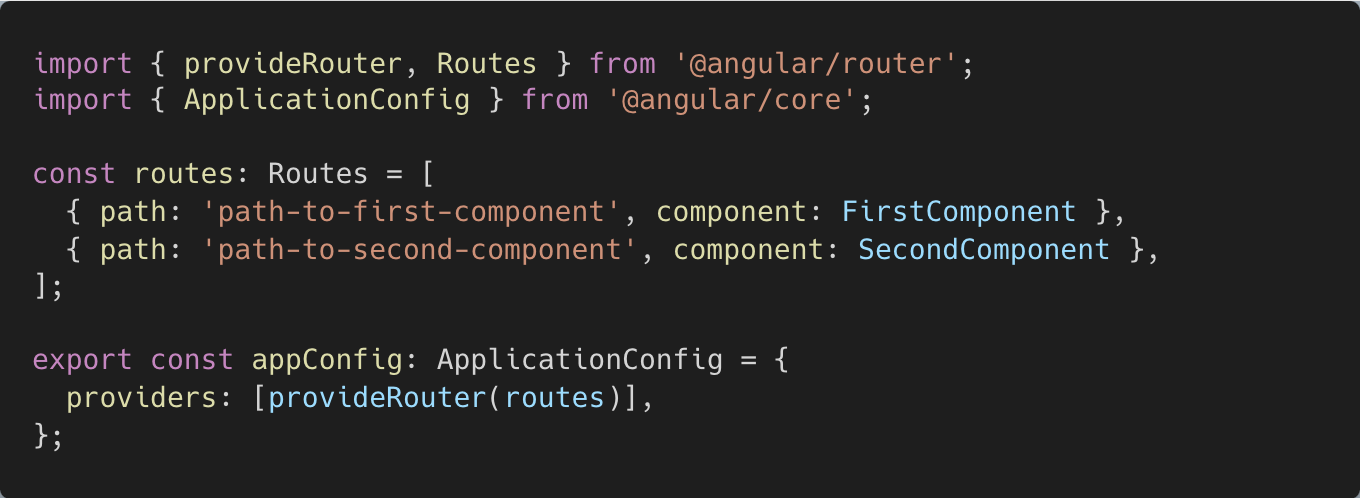 import { provideRouter, Routes } from '@angular/router';
import { ApplicationConfig } from '@angular/core';

const routes: Routes = [
  { path: 'path-to-first-component', component: FirstComponent },
  { path: 'path-to-second-component', component: SecondComponent },
];

export const appConfig: ApplicationConfig = {
  providers: [provideRouter(routes)],
};